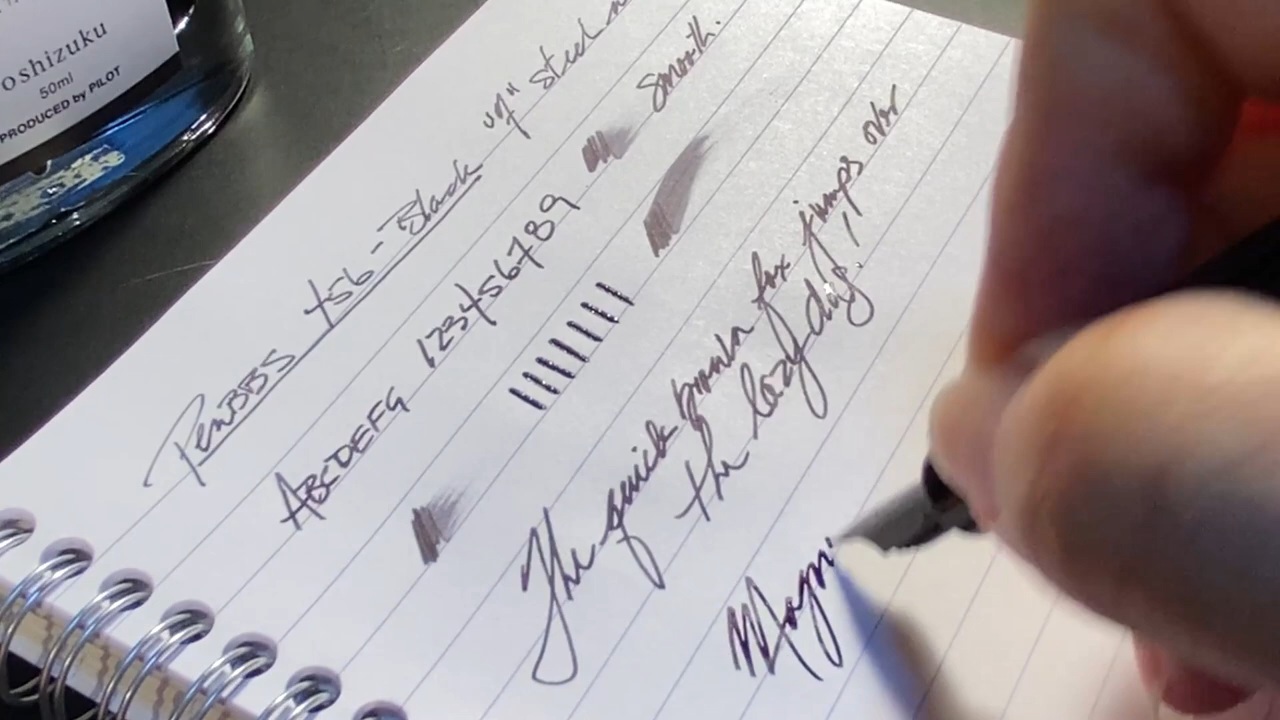 oshizuku
50ml
PRODUCED by PILOT
PenBBS 456 - Black "f" steel
smooth.
ABCDEFG 123456789
The quick brown fox jumps over
the lazy dog!